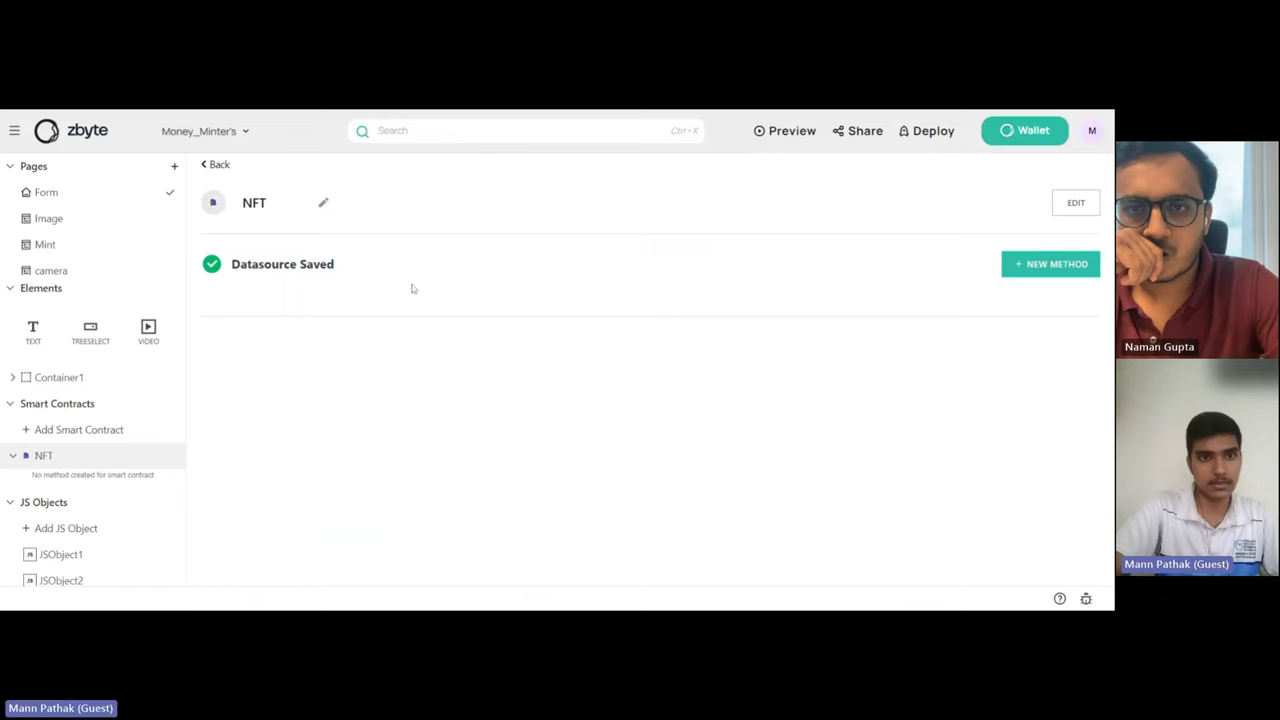 zbyte
Money_Minter's
Search
Ctrl + K
Preview
Share
Deploy
Wallet
M
Pages
+
Form
Image
Mint
camera
Elements
T
TEXT
TREESELECT
VIDEO
Container1
Smart Contracts
+ Add Smart Contract
NFT
No method created for smart contract
JS Objects
+ Add JS Object
JS JSObject1
JS JSObject2
Back
NFT
EDIT
Datasource Saved
+ NEW METHOD
Naman Gupta
Mann Pathak (Guest)
Mann Pathak (Guest)